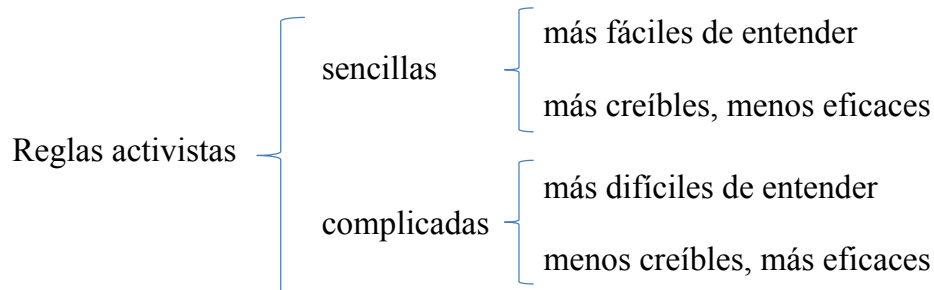 Reglas activistas
sencillas
más fáciles de entender
más creíbles, menos eficaces
complicadas
más difíciles de entender
menos creíbles, más eficaces